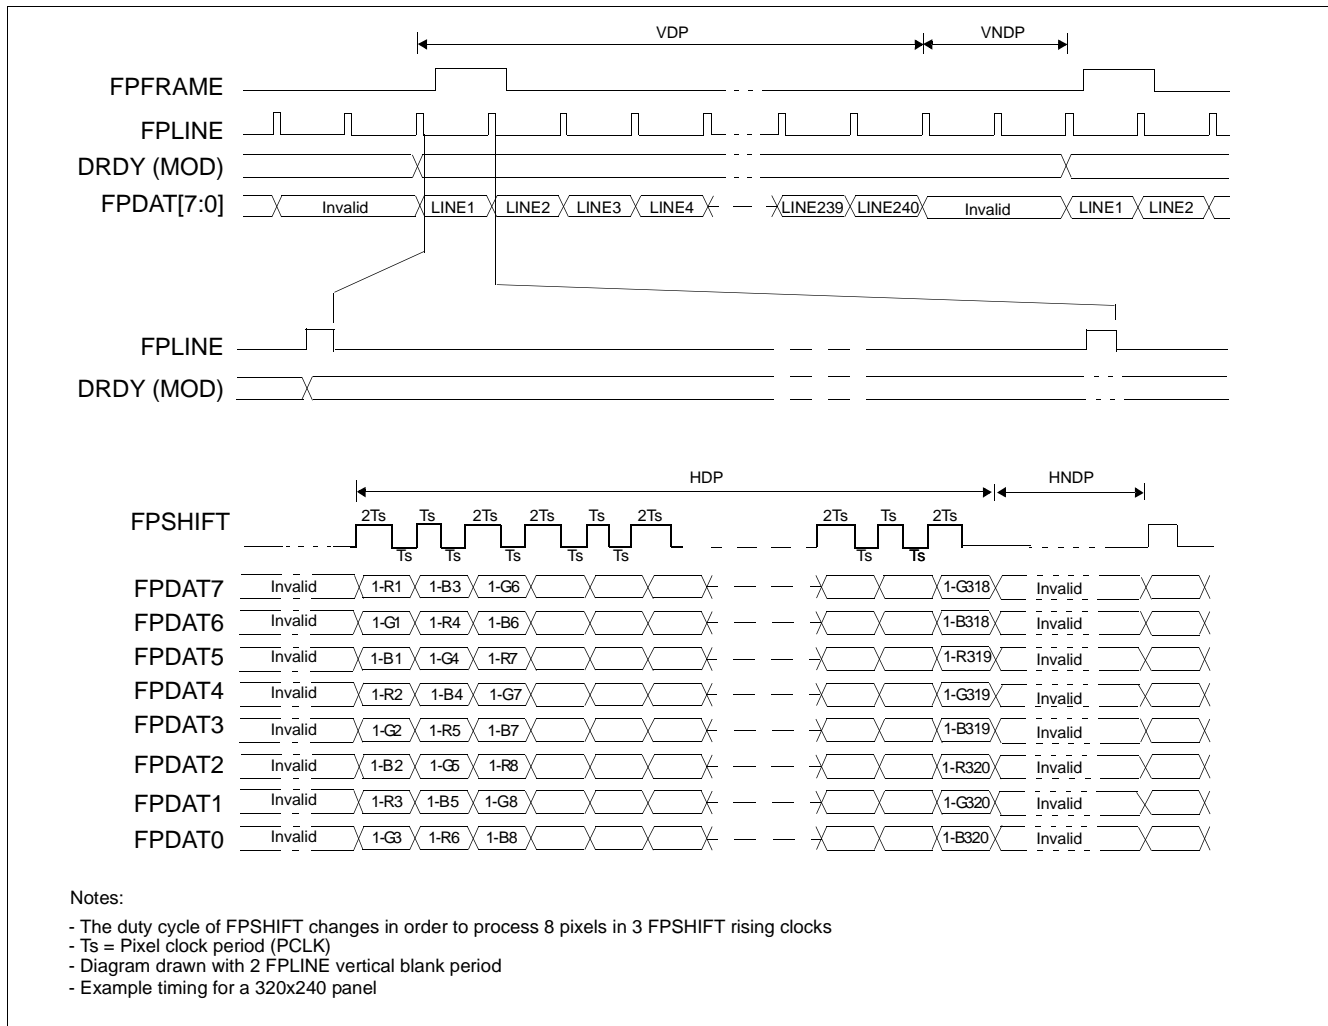 VDP VNDP
FPFRAME
FPLINE
DRDY (MOD)
FPDAT[7:0] Invalid LINE1 LINE2 LINE3 LINE4 LINE239 LINE240 Invalid LINE1 LINE2
FPLINE
DRDY (MOD)
HDP HNDP
FPSHIFT 2Ts Ts 2Ts 2Ts Ts 2Ts 2Ts Ts 2Ts
Ts Ts Ts Ts Ts Ts Ts
FPDAT7 Invalid 1-R1 1-B3 1-G6 1-G318 Invalid
FPDAT6 Invalid 1-G1 1-R4 1-B6 1-B318 Invalid
FPDAT5 Invalid 1-B1 1-G4 1-R7 1-R319 Invalid
FPDAT4 Invalid 1-R2 1-B4 1-G7 1-G319 Invalid
FPDAT3 Invalid 1-G2 1-R5 1-B7 1-B319 Invalid
FPDAT2 Invalid 1-B2 1-G5 1-R8 1-R320 Invalid
FPDAT1 Invalid 1-R3 1-B5 1-G8 1-G320 Invalid
FPDAT0 Invalid 1-G3 1-R6 1-B8 1-B320 Invalid
Notes:
- The duty cycle of FPSHIFT changes in order to process 8 pixels in 3 FPSHIFT rising clocks
- Ts = Pixel clock period (PCLK)
- Diagram drawn with 2 FPLINE vertical blank period
- Example timing for a 320x240 panel